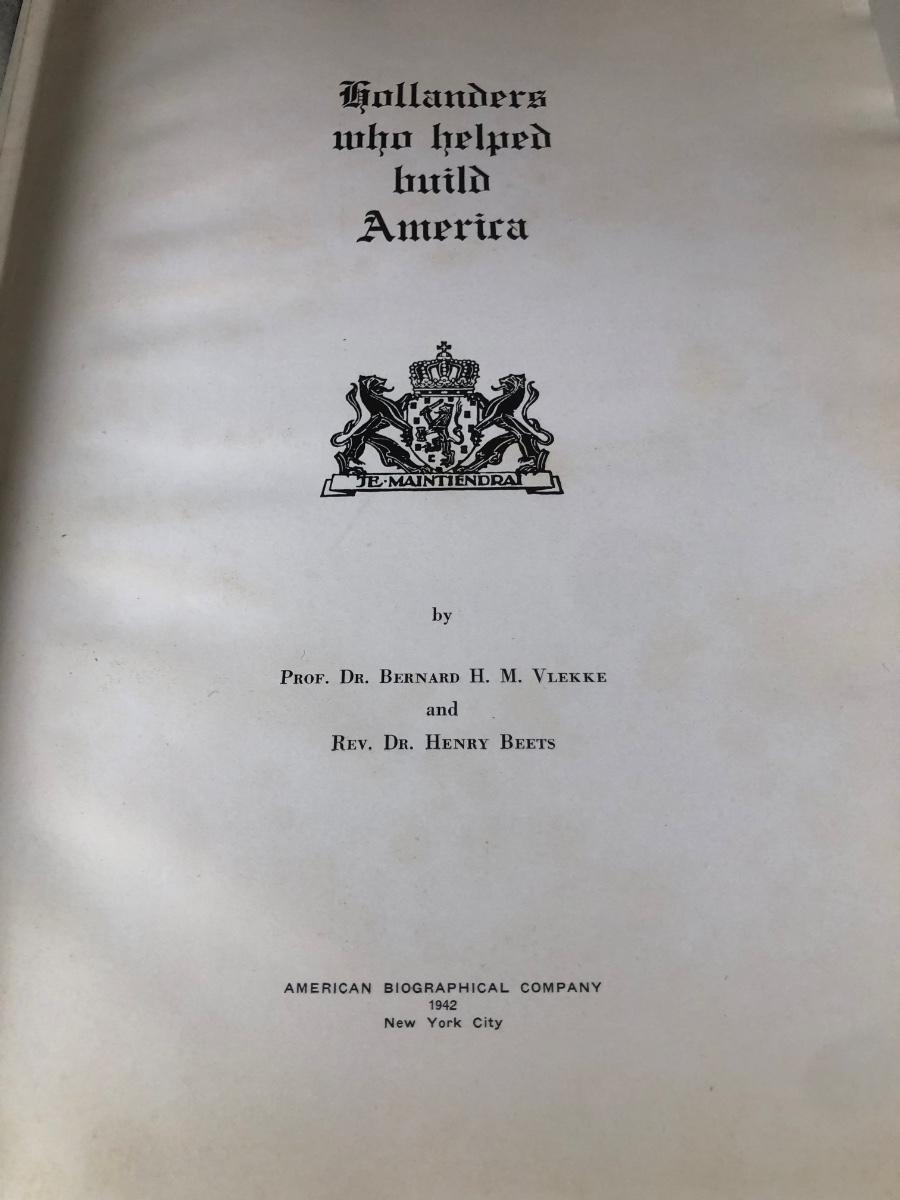 Hollanders
who helped
build
America
JE·MAINTIENDRAI
by
PROF. DR. BERNARD H. M. VLEKKE
and
REV. DR. HENRY BEETS
AMERICAN BIOGRAPHICAL COMPANY
1942
New York City